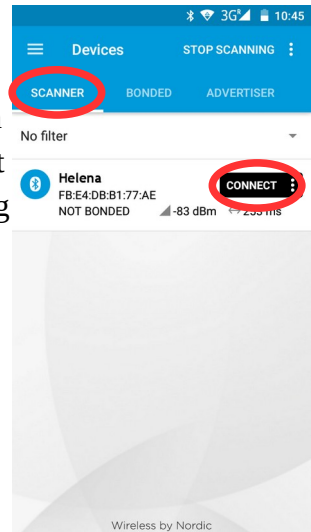 3G 10:45
Devices STOP SCANNING
SCANNER BONDED ADVERTISER
No filter
t
g
Helena
CONNECT
FB:E4:DB:B1:77:AE
NOT BONDED -83 dBm
Wireless by Nordic